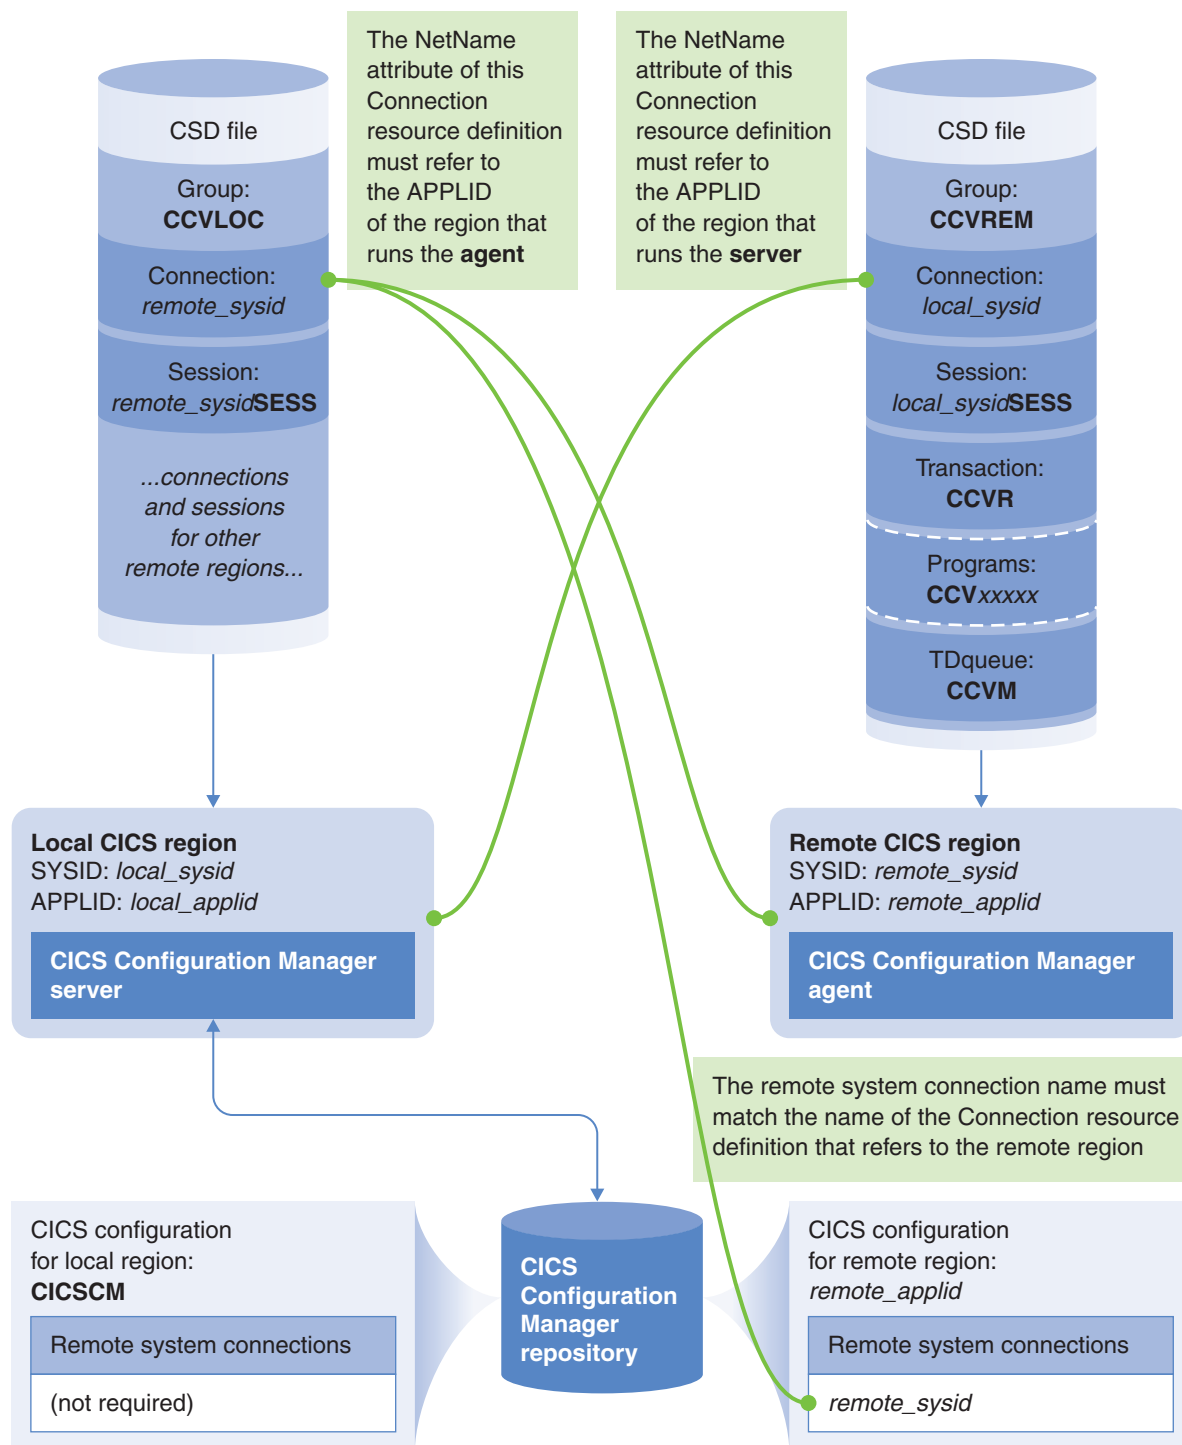 The NetName
attribute of this
Connection
resource definition
must refer to
the APPLID
of the region that
runs the agent
The NetName
attribute of this
Connection
resource definition
must refer to
the APPLID
of the region that
runs the server
CSD file
Group:
CCVLOC
Connection:
remote_sysid
Session:
remote_sysidSESS
...connections
and sessions
for other
remote regions...
CSD file
Group:
CCVREM
Connection:
local_sysid
Session:
local_sysidSESS
Transaction:
CCVR
Programs:
CCVxxxxx
TDqueue:
CCVM
Local CICS region
SYSID: local_sysid
APPLID: local_applid
CICS Configuration Manager
server
Remote CICS region
SYSID: remote_sysid
APPLID: remote_applid
CICS Configuration Manager
agent
The remote system connection name must
match the name of the Connection resource
definition that refers to the remote region
CICS configuration
for local region:
CICSCM
Remote system connections
(not required)
CICS
Configuration
Manager
repository
CICS configuration
for remote region:
remote_applid
Remote system connections
remote_sysid